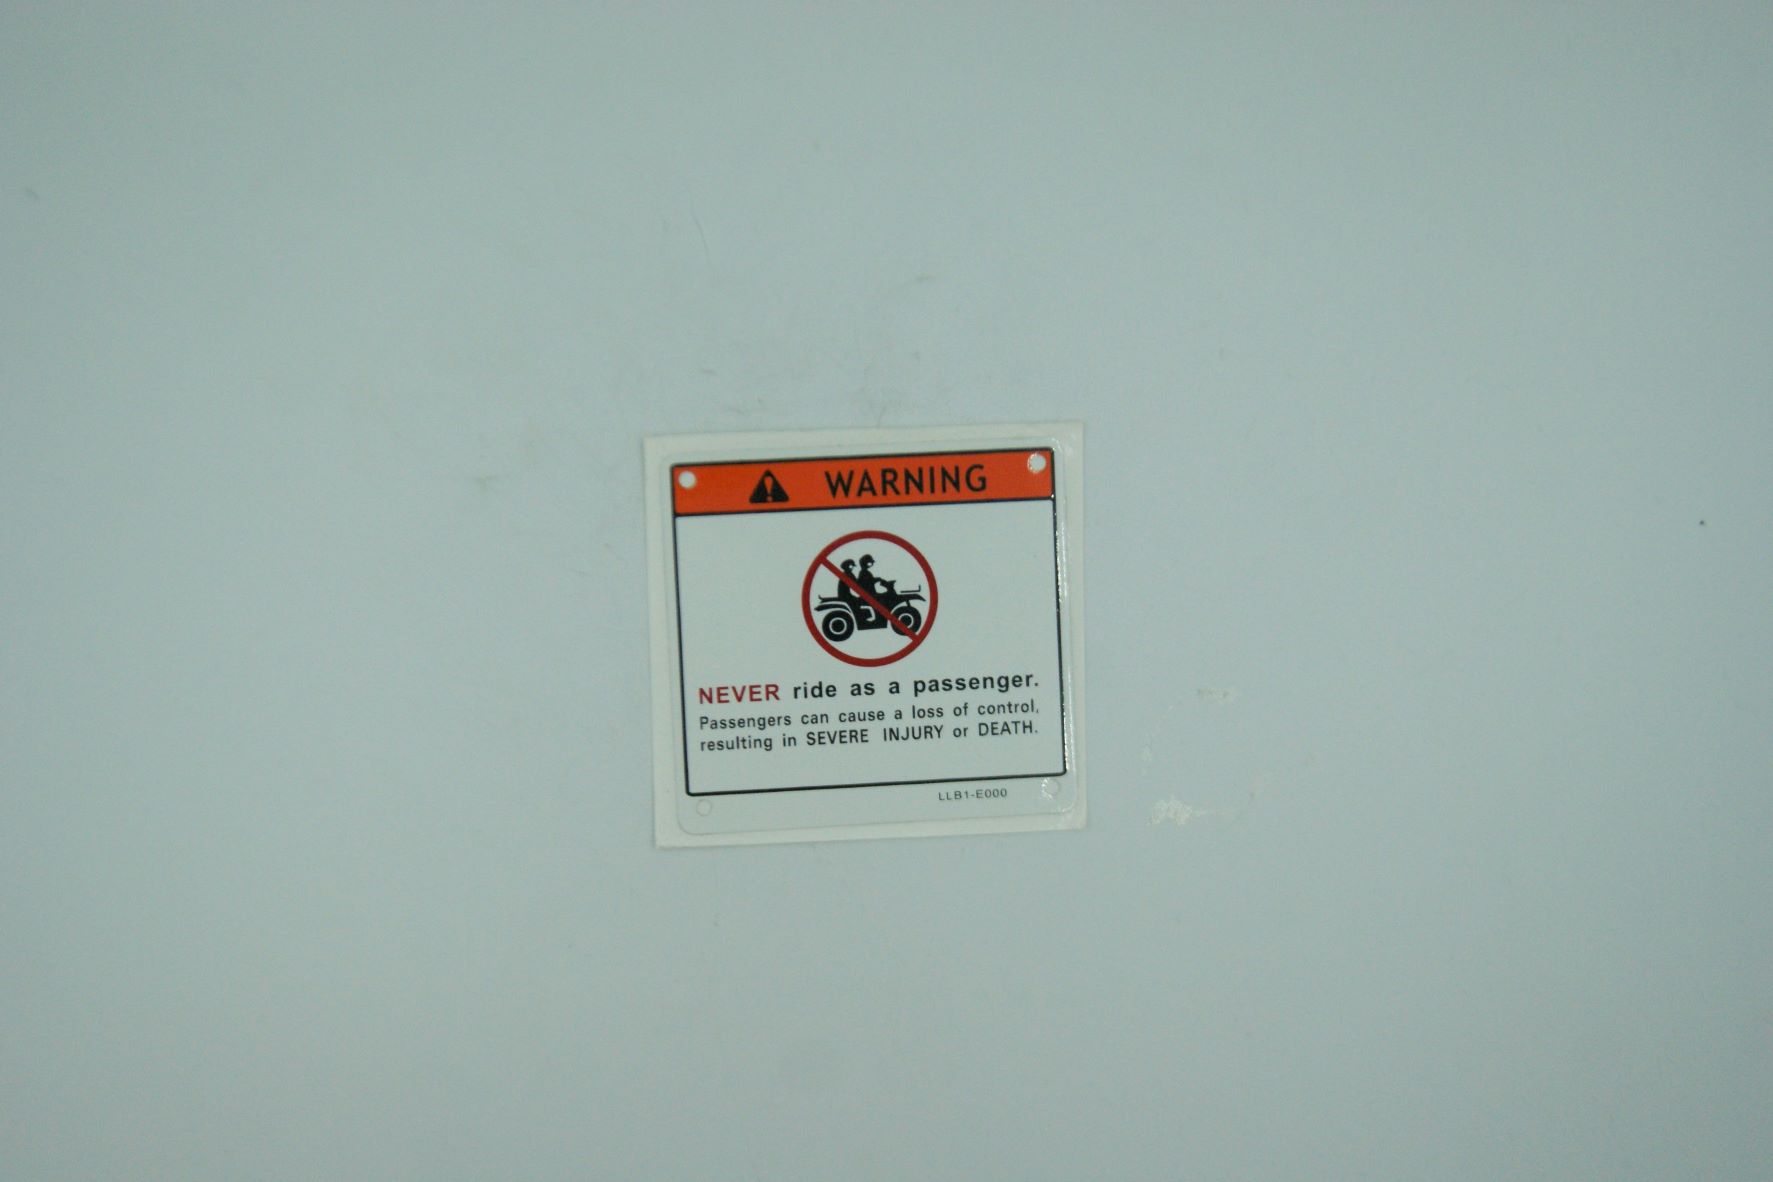 WARNING
NEVER ride as a passenger.
Passengers can cause a loss of control,
resulting in SEVERE INJURY or DEATH.
LLB1-E000